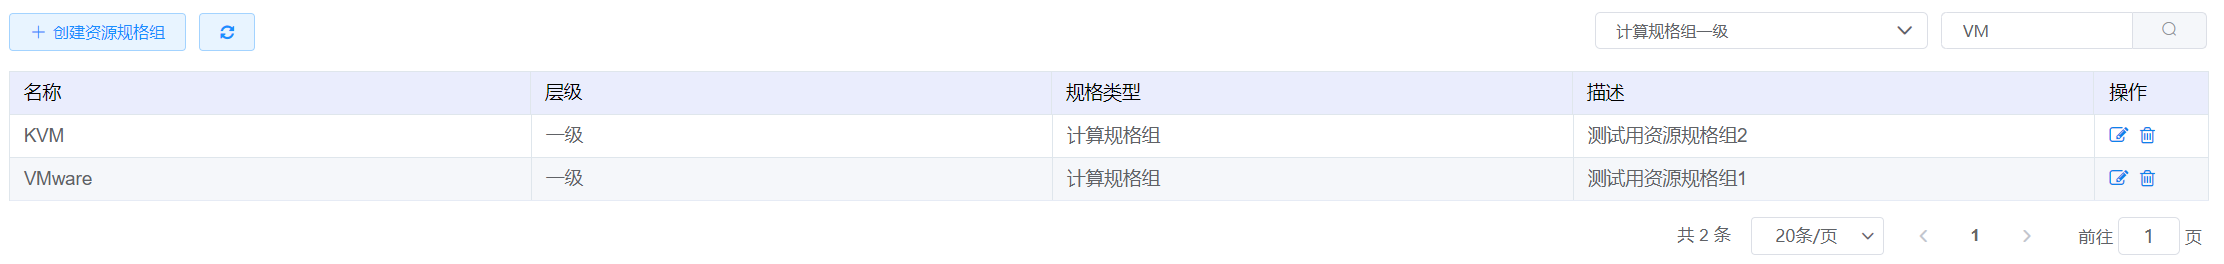 创建资源规格组 计算规格组一级 VM
名称 层级 规格类型 描述 操作
KVM 一级 计算规格组 测试用资源规格组2
VMware 一级 计算规格组 测试用资源规格组1
共 2 条 20条/页 1 前往 1 页